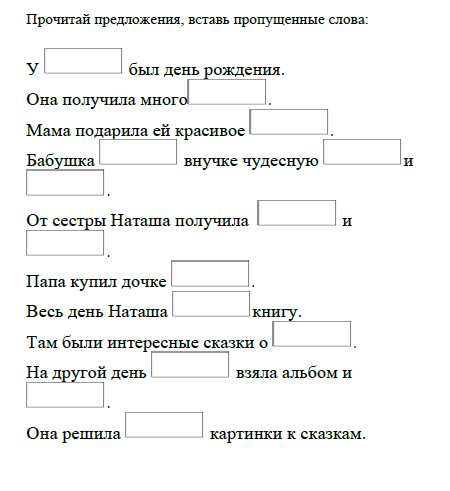 Прочитай предложения, вставь пропущенные слова:
У был день рождения.
Она получила много .
Мама подарила ей красивое .
Бабушка внучке чудесную и
.
От сестры Наташа получила и
.
Папа купил дочке .
Весь день Наташа книгу.
Там были интересные сказки о .
На другой день взяла альбом и
.
Она решила картинки к сказкам.